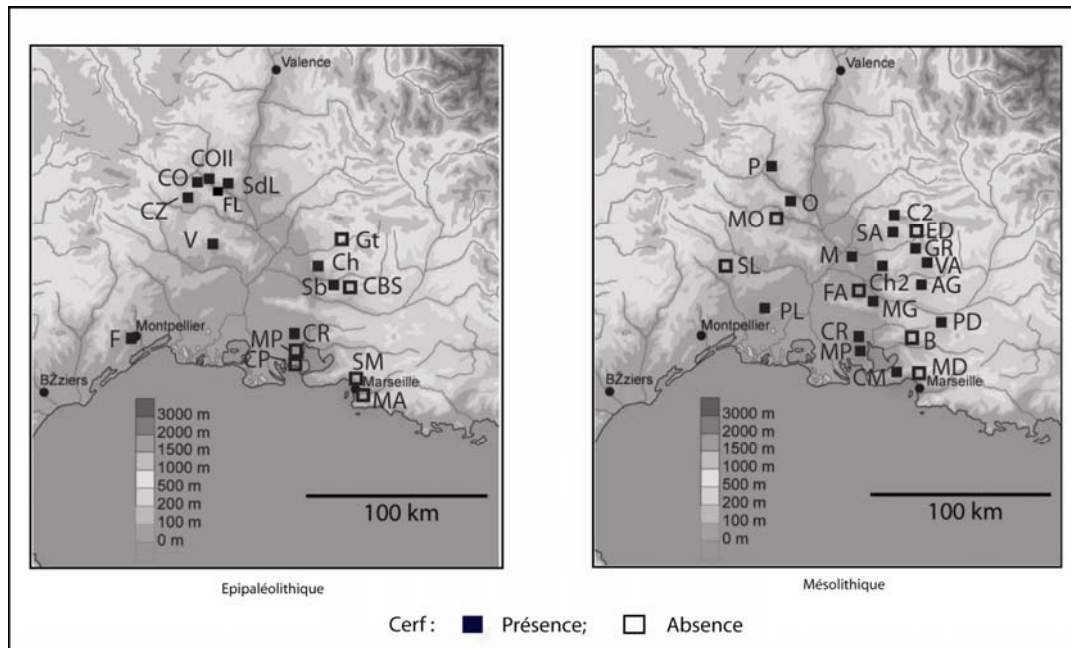 Valence
COII
CO
SdL
CZ
FL
V
Gt
Ch
Sb
CBS
F
Montpellier
CR
MP
CP
SM
BŽziers
Marseille
MA
3000 m
2000 m
1500 m
1000 m
500 m
200 m
100 m
0 m
100 km
Epipaléolithique
Valence
P
O
MO
C2
SA
ED
GR
M
VA
SL
Ch2
AG
FA
MG
PL
PD
Montpellier
CR
B
MP
CM
MD
BŽziers
Marseille
3000 m
2000 m
1500 m
1000 m
500 m
200 m
100 m
0 m
100 km
Mésolithique
Cerf : Présence; Absence